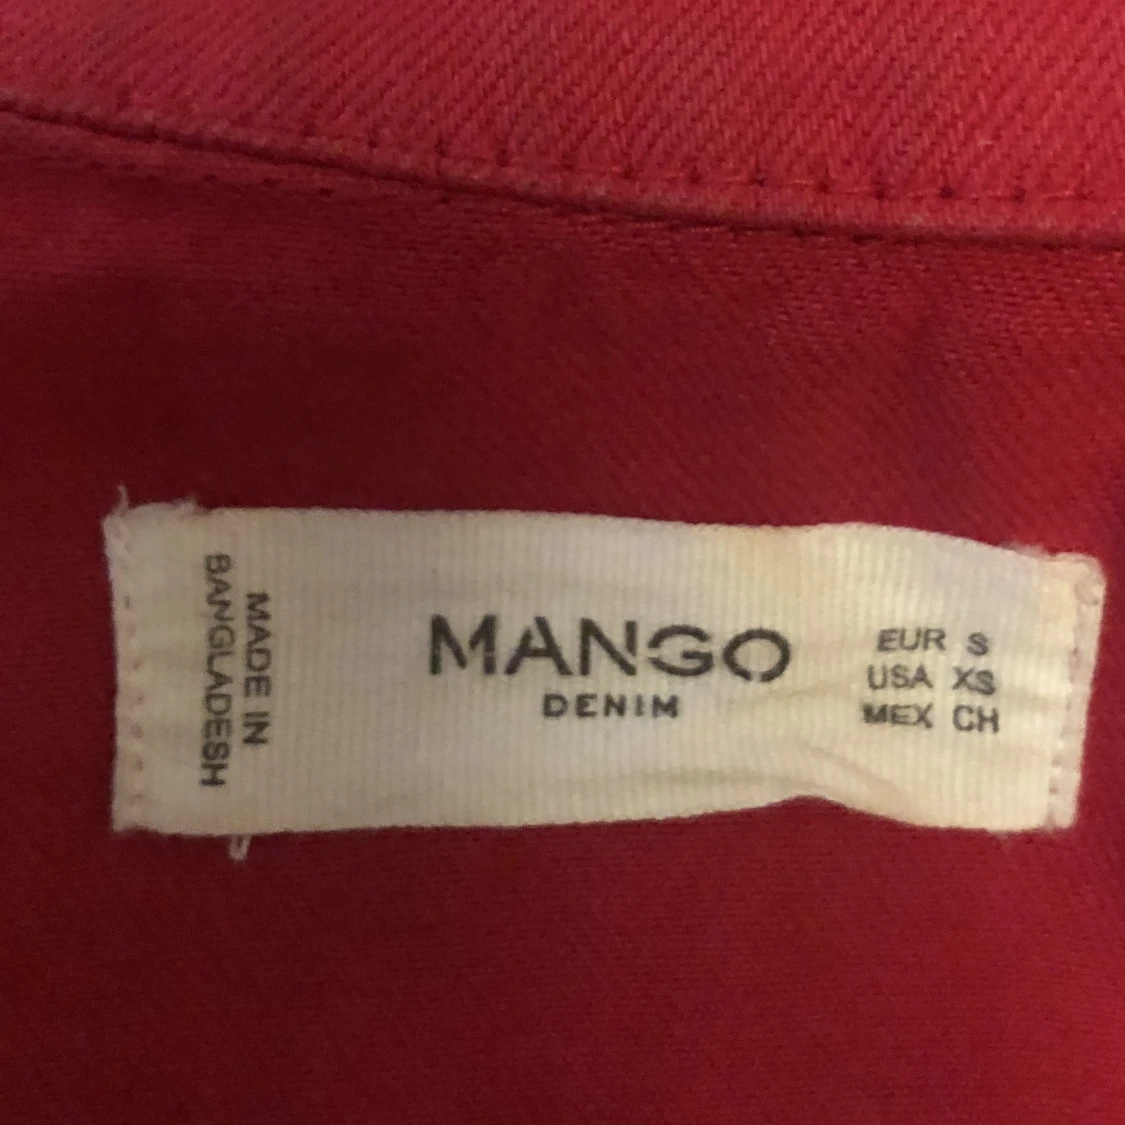 MADE IN
BANGLADESH
MANGO
DENIM
EUR S
USA XS
MEX CH